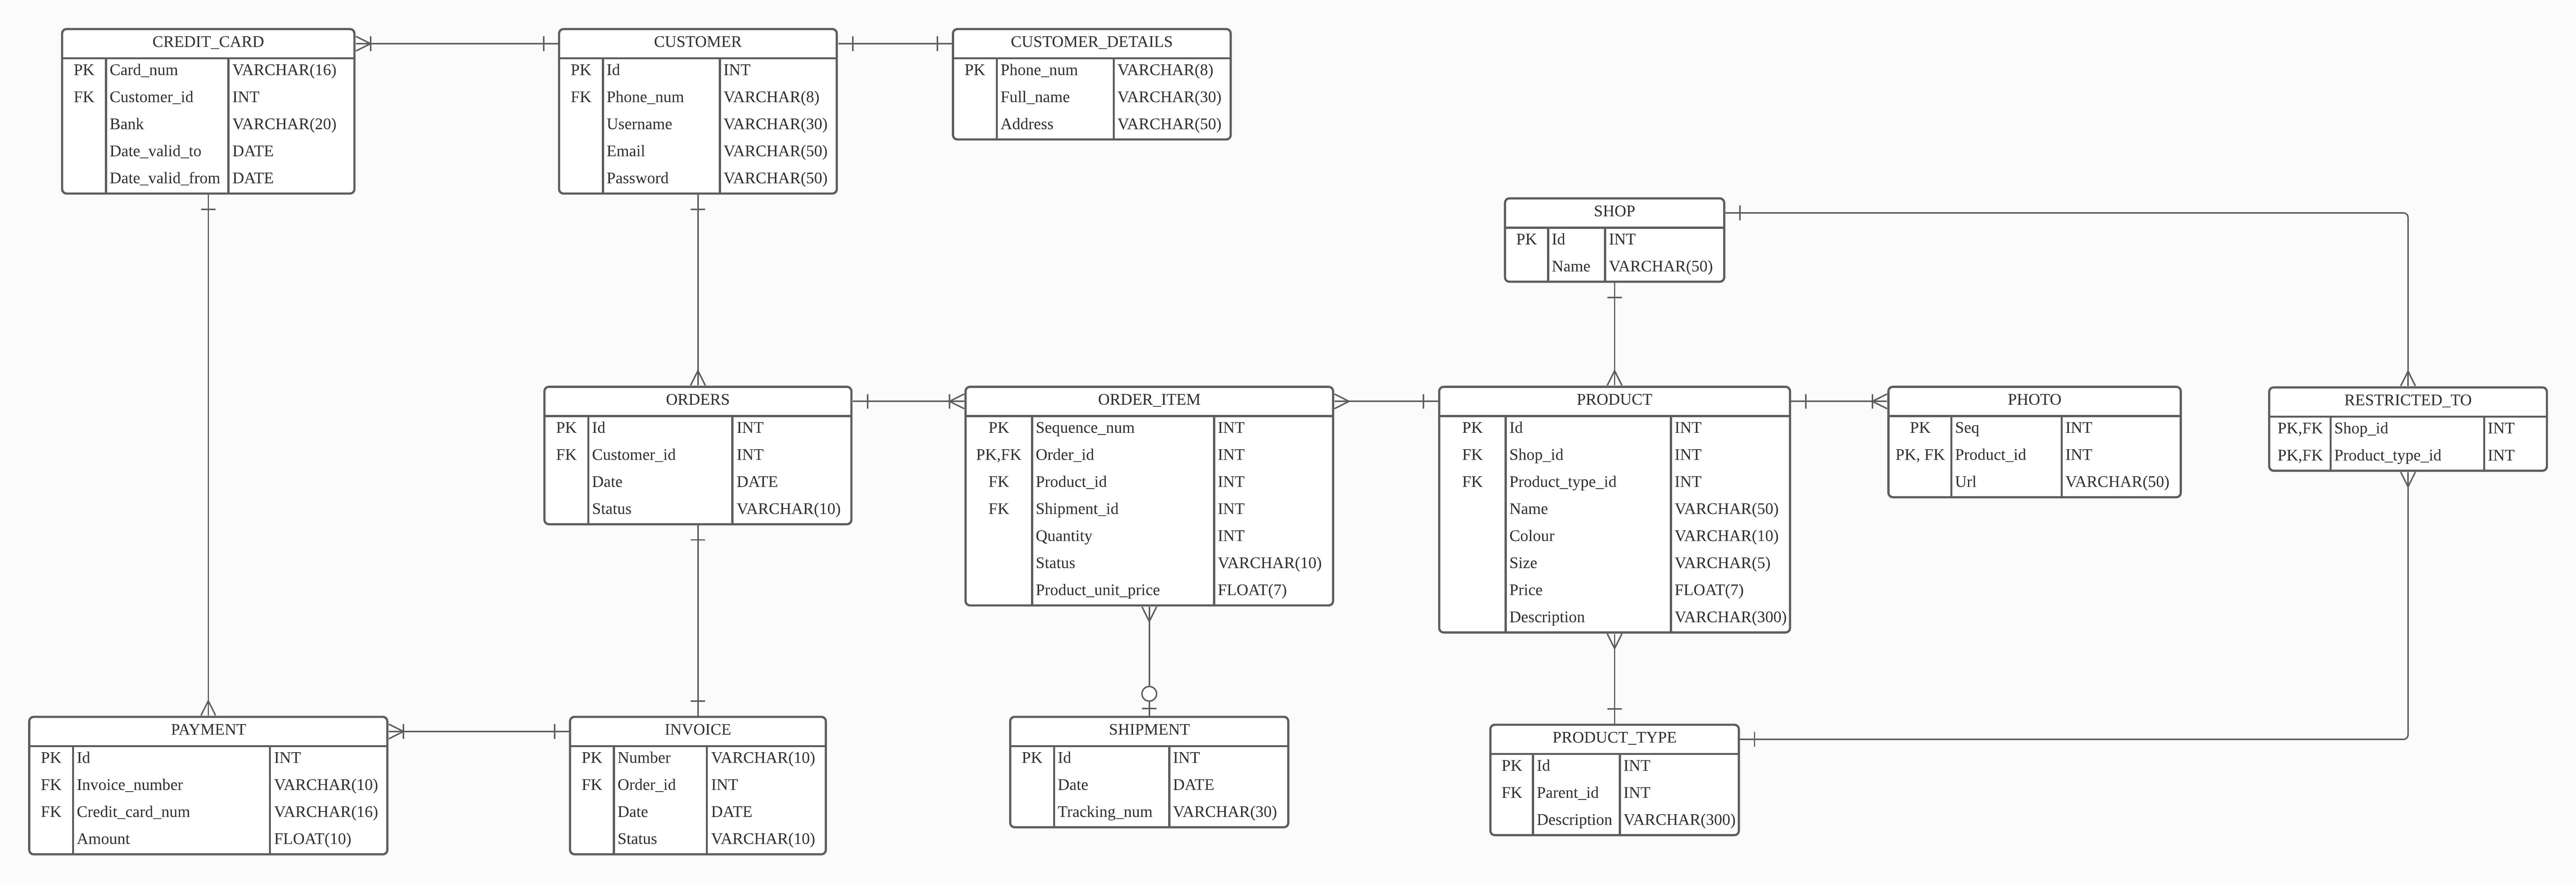 CREDIT_CARD
PK Card_num VARCHAR(16)
FK Customer_id INT
Bank VARCHAR(20)
Date_valid_to DATE
Date_valid_from DATE
CUSTOMER
PK Id INT
FK Phone_num VARCHAR(8)
Username VARCHAR(30)
Email VARCHAR(50)
Password VARCHAR(50)
CUSTOMER_DETAILS
PK Phone_num VARCHAR(8)
Full_name VARCHAR(30)
Address VARCHAR(50)
SHOP
PK Id INT
Name VARCHAR(50)
ORDERS
PK Id INT
FK Customer_id INT
Date DATE
Status VARCHAR(10)
ORDER_ITEM
PK Sequence_num INT
PK,FK Order_id INT
FK Product_id INT
FK Shipment_id INT
Quantity INT
Status VARCHAR(10)
Product_unit_price FLOAT(7)
PRODUCT
PK Id INT
FK Shop_id INT
FK Product_type_id INT
Name VARCHAR(50)
Colour VARCHAR(10)
Size VARCHAR(5)
Price FLOAT(7)
Description VARCHAR(300)
PHOTO
PK Seq INT
PK, FK Product_id INT
Url VARCHAR(50)
RESTRICTED_TO
PK,FK Shop_id INT
PK,FK Product_type_id INT
PAYMENT
PK Id INT
FK Invoice_number VARCHAR(10)
FK Credit_card_num VARCHAR(16)
Amount FLOAT(10)
INVOICE
PK Number VARCHAR(10)
FK Order_id INT
Date DATE
Status VARCHAR(10)
SHIPMENT
PK Id INT
Date DATE
Tracking_num VARCHAR(30)
PRODUCT_TYPE
PK Id INT
FK Parent_id INT
Description VARCHAR(300)